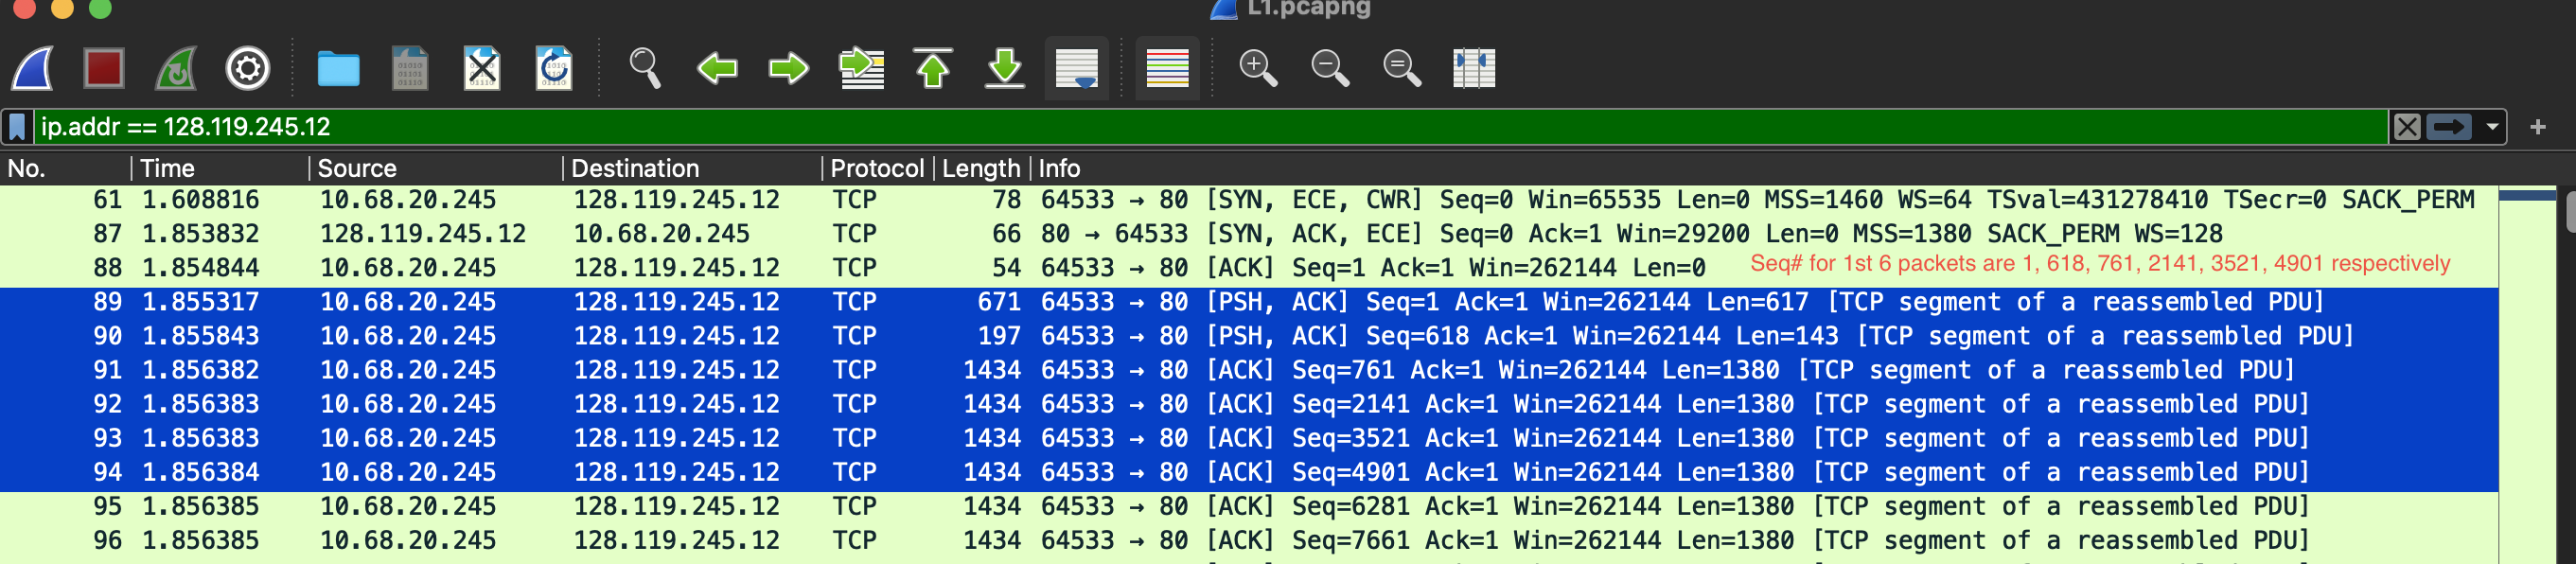 L1.pcapng
ip.addr == 128.119.245.12
No. Time Source Destination Protocol Length Info
61 1.608816 10.68.20.245 128.119.245.12 TCP 78 64533 → 80 [SYN, ECE, CWR] Seq=0 Win=65535 Len=0 MSS=1460 WS=64 TSval=431278410 TSecr=0 SACK_PERM
87 1.853832 128.119.245.12 10.68.20.245 TCP 66 80 → 64533 [SYN, ACK, ECE] Seq=0 Ack=1 Win=29200 Len=0 MSS=1380 SACK_PERM WS=128
88 1.854844 10.68.20.245 128.119.245.12 TCP 54 64533 → 80 [ACK] Seq=1 Ack=1 Win=262144 Len=0 Seq# for 1st 6 packets are 1, 618, 761, 2141, 3521, 4901 respectively
89 1.855317 10.68.20.245 128.119.245.12 TCP 671 64533 → 80 [PSH, ACK] Seq=1 Ack=1 Win=262144 Len=617 [TCP segment of a reassembled PDU]
90 1.855843 10.68.20.245 128.119.245.12 TCP 197 64533 → 80 [PSH, ACK] Seq=618 Ack=1 Win=262144 Len=143 [TCP segment of a reassembled PDU]
91 1.856382 10.68.20.245 128.119.245.12 TCP 1434 64533 → 80 [ACK] Seq=761 Ack=1 Win=262144 Len=1380 [TCP segment of a reassembled PDU]
92 1.856383 10.68.20.245 128.119.245.12 TCP 1434 64533 → 80 [ACK] Seq=2141 Ack=1 Win=262144 Len=1380 [TCP segment of a reassembled PDU]
93 1.856383 10.68.20.245 128.119.245.12 TCP 1434 64533 → 80 [ACK] Seq=3521 Ack=1 Win=262144 Len=1380 [TCP segment of a reassembled PDU]
94 1.856384 10.68.20.245 128.119.245.12 TCP 1434 64533 → 80 [ACK] Seq=4901 Ack=1 Win=262144 Len=1380 [TCP segment of a reassembled PDU]
95 1.856385 10.68.20.245 128.119.245.12 TCP 1434 64533 → 80 [ACK] Seq=6281 Ack=1 Win=262144 Len=1380 [TCP segment of a reassembled PDU]
96 1.856385 10.68.20.245 128.119.245.12 TCP 1434 64533 → 80 [ACK] Seq=7661 Ack=1 Win=262144 Len=1380 [TCP segment of a reassembled PDU]